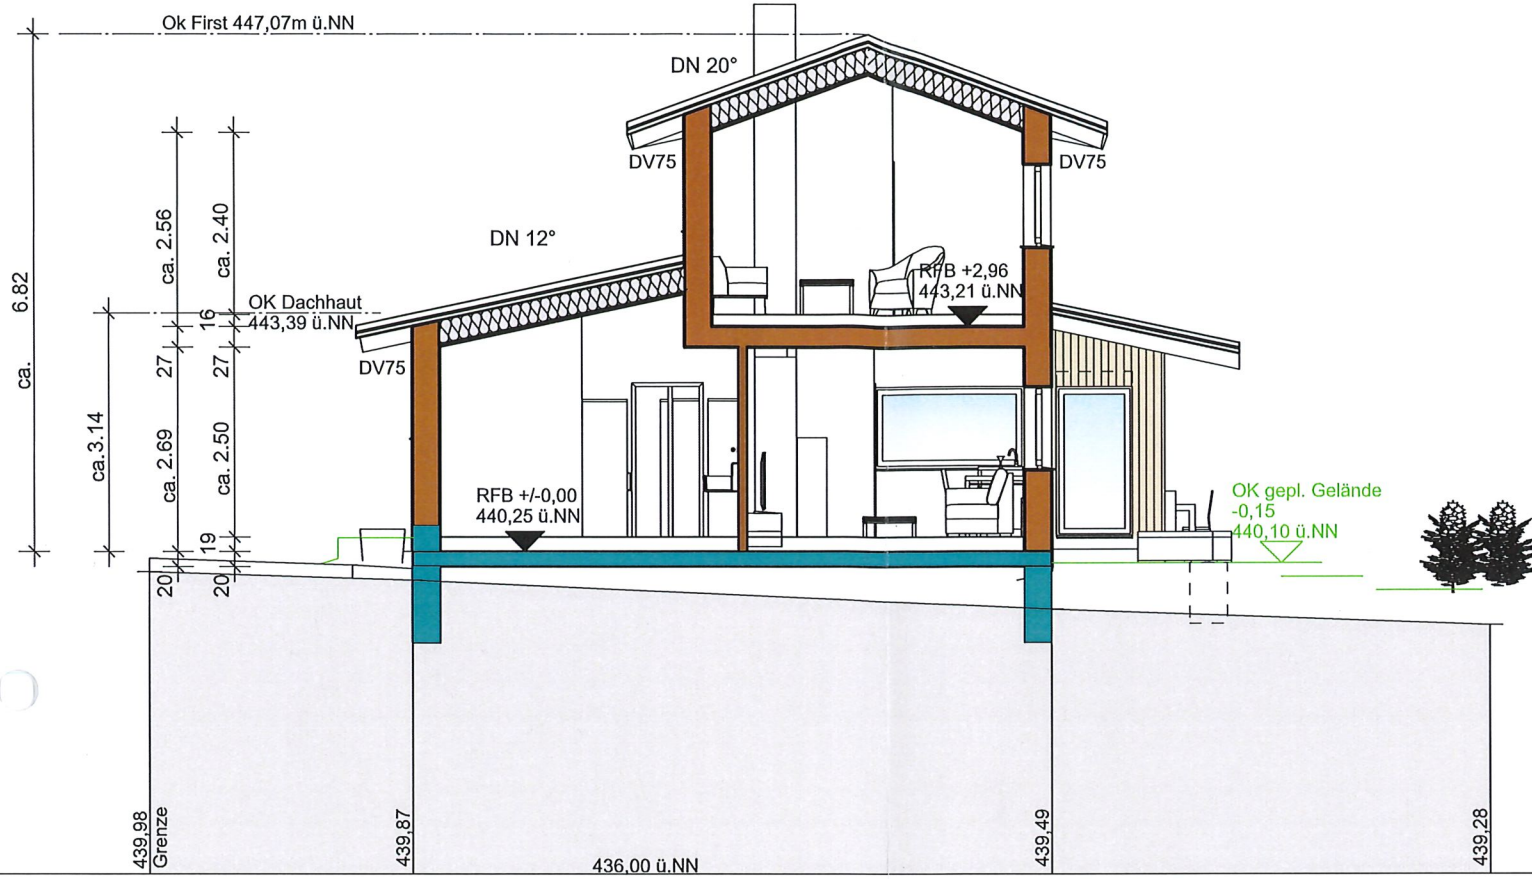 Ok First 447,07m ü.NN
DN 20°
DV75
DV75
DN 12°
ca. 2.56
ca. 2.40
ca. 6.82
OK Dachhaut
443,39 ü.NN
RFB +2,96
443,21 ü.NN
16
27
27
DV75
ca. 3.14
ca. 2.69
ca. 2.50
RFB +/-0,00
440,25 ü.NN
OK gepl. Gelände
-0,15
440,10 ü.NN
19
20
20
439,98
Grenze
439,87
436,00 ü.NN
439,49
439,28